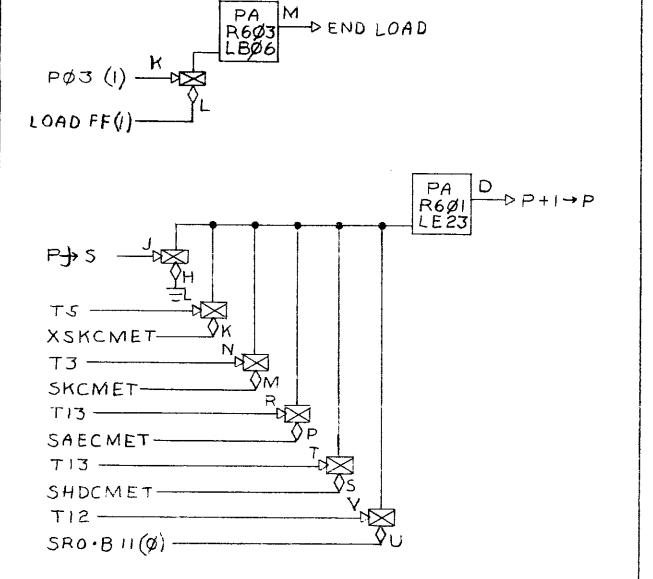 PA
R6Ø3
LBØ6
M
END LOAD
K
PØ3 (1)
L
LOAD FF(1)
PA
R6Ø1
LE23
D
P+1→P
J
P→S
H
L
T5
XSKCMET
K
N
T3
SKCMET
M
R
T13
SAECMET
P
T
T13
SHDCMET
S
V
T12
SRO·B 11(Ø)
U